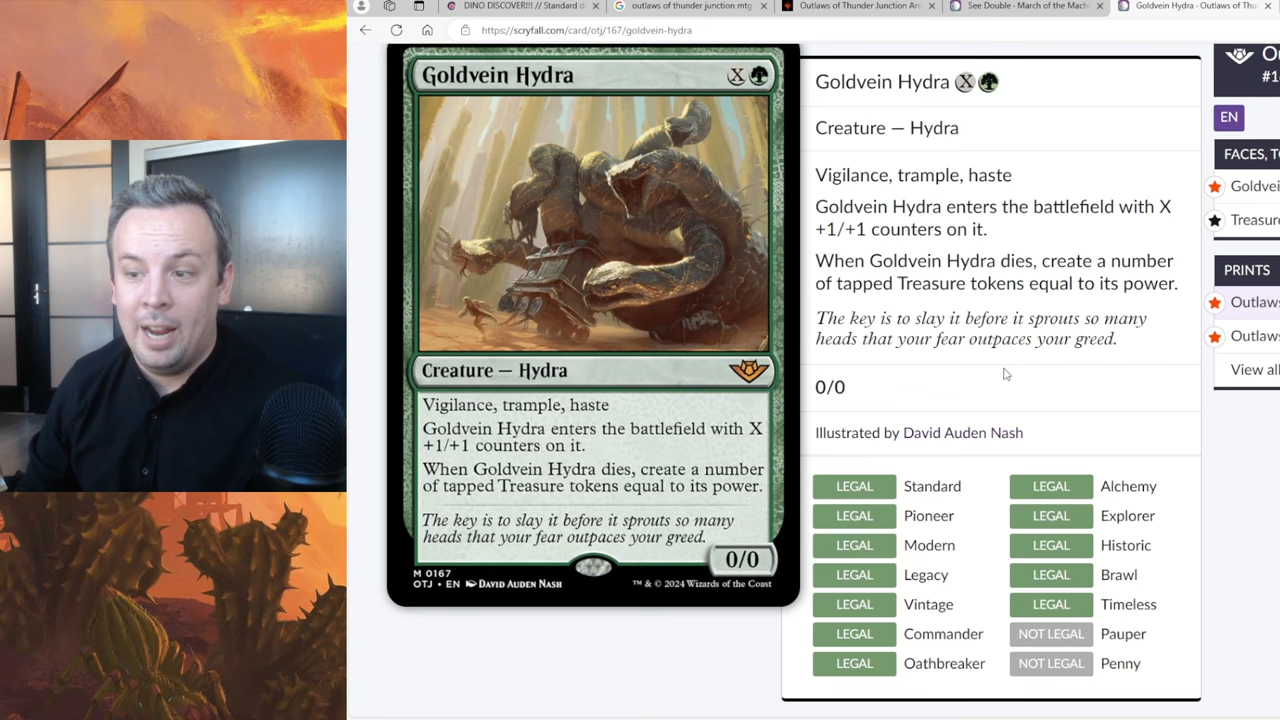 DINO DISCOVER!!! // Standard d
outlaws of thunder junction mtg
Outlaws of Thunder Junction Arr
See Double - March of the Mach
Goldvein Hydra - Outlaws of Thun
https://scryfall.com/card/otj/167/goldvein-hydra
Goldvein Hydra X
Creature — Hydra
Vigilance, trample, haste
Goldvein Hydra enters the battlefield with X
+1/+1 counters on it.
When Goldvein Hydra dies, create a number
of tapped Treasure tokens equal to its power.
The key is to slay it before it sprouts so many
heads that your fear outpaces your greed.
0/0
M 0167
OTJ • EN DAVID AUDEN NASH
™ & © 2024 Wizards of the Coast
Goldvein Hydra X
Creature — Hydra
Vigilance, trample, haste
Goldvein Hydra enters the battlefield with X
+1/+1 counters on it.
When Goldvein Hydra dies, create a number
of tapped Treasure tokens equal to its power.
The key is to slay it before it sprouts so many
heads that your fear outpaces your greed.
0/0
Illustrated by David Auden Nash
LEGAL Standard LEGAL Alchemy
LEGAL Pioneer LEGAL Explorer
LEGAL Modern LEGAL Historic
LEGAL Legacy LEGAL Brawl
LEGAL Vintage LEGAL Timeless
LEGAL Commander NOT LEGAL Pauper
LEGAL Oathbreaker NOT LEGAL Penny
Ou
#1
EN
FACES, TO
Goldvei
Treasure
PRINTS
Outlaws
Outlaws
View all